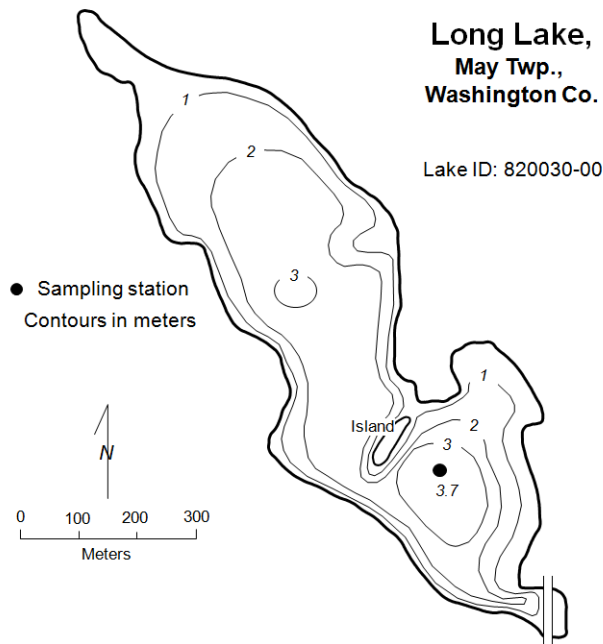 Long Lake,
May Twp.,
Washington Co.
Lake ID: 820030-00
1
2
3
Sampling station
Contours in meters
1
Island
2
3
3.7
N
0 100 200 300
Meters